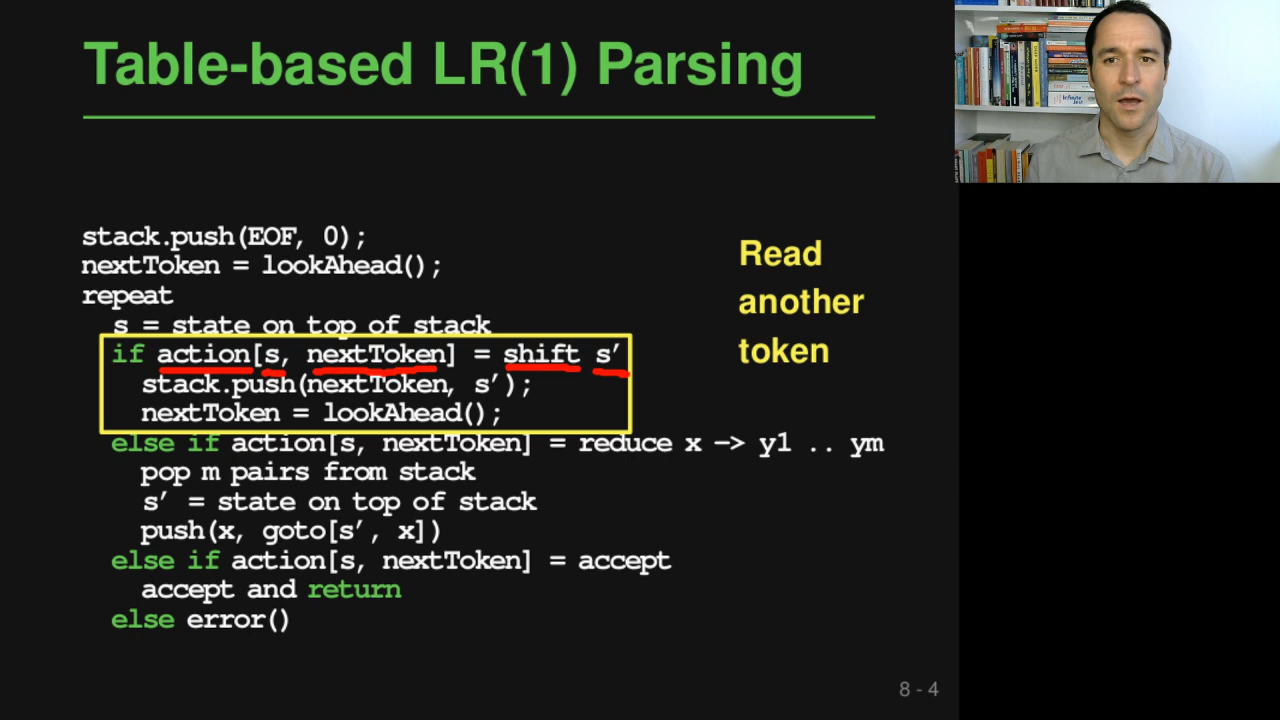 Table-based LR(1) Parsing
stack.push(EOF, 0);
nextToken = lookAhead();
repeat
s = state on top of stack
if action[s, nextToken] = shift s′
stack.push(nextToken, s′);
nextToken = lookAhead();
else if action[s, nextToken] = reduce x -> y1 .. ym
pop m pairs from stack
s′ = state on top of stack
push(x, goto[s′, x])
else if action[s, nextToken] = accept
accept and return
else error()
Read
another
token
Infinite
Jest
8 - 4